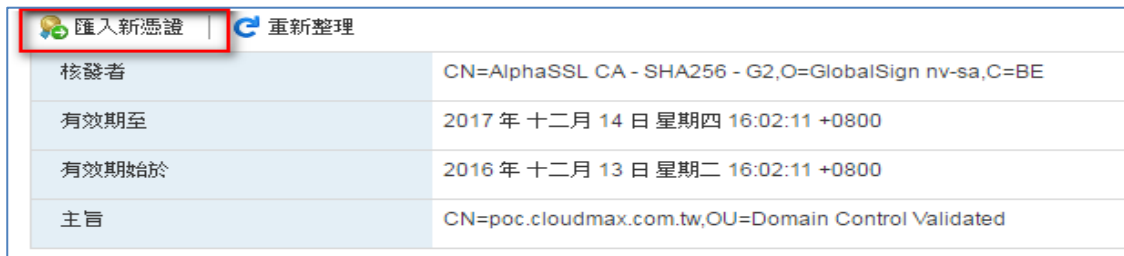 匯入新憑證 | 重新整理
核發者 CN=AlphaSSL CA - SHA256 - G2,O=GlobalSign nv-sa,C=BE
有效期至 2017 年 十二月 14 日 星期四 16:02:11 +0800
有效期始於 2016 年 十二月 13 日 星期二 16:02:11 +0800
主旨 CN=poc.cloudmax.com.tw,OU=Domain Control Validated